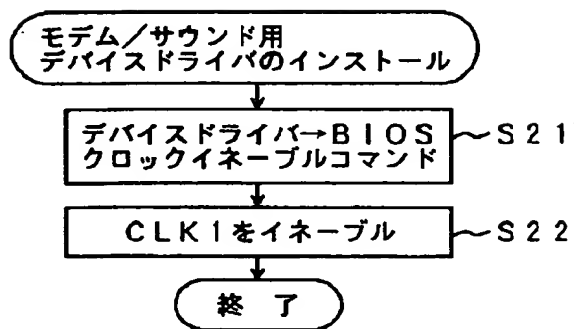 モデム／サウンド用
デバイスドライバのインストール
デバイスドライバ→BIOS
クロックイネーブルコマンド
S21
CLK1をイネーブル
S22
終了